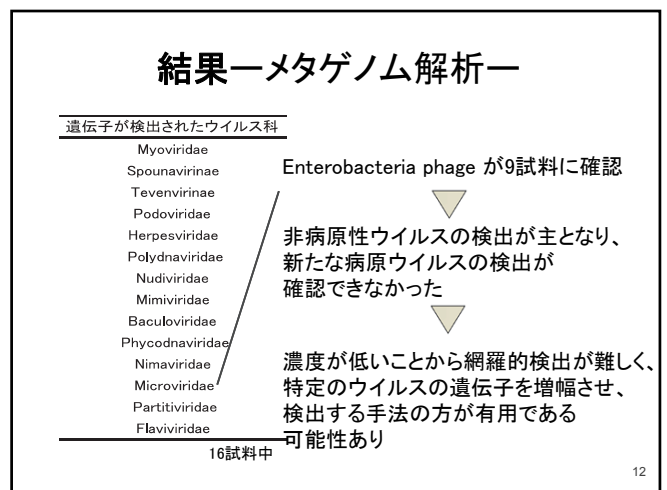 結果ーメタゲノム解析ー
遺伝子が検出されたウイルス科
Myoviridae
Spounavirinae
Tevenvirinae
Podoviridae
Herpesviridae
Polydnaviridae
Nudiviridae
Mimiviridae
Baculoviridae
Phycodnaviridae
Nimaviridae
Microviridae
Partitiviridae
Flaviviridae
16試料中
Enterobacteria phage が9試料に確認
非病原性ウイルスの検出が主となり、
新たな病原ウイルスの検出が
確認できなかった
濃度が低いことから網羅的検出が難しく、
特定のウイルスの遺伝子を増幅させ、
検出する手法の方が有用である
可能性あり
12